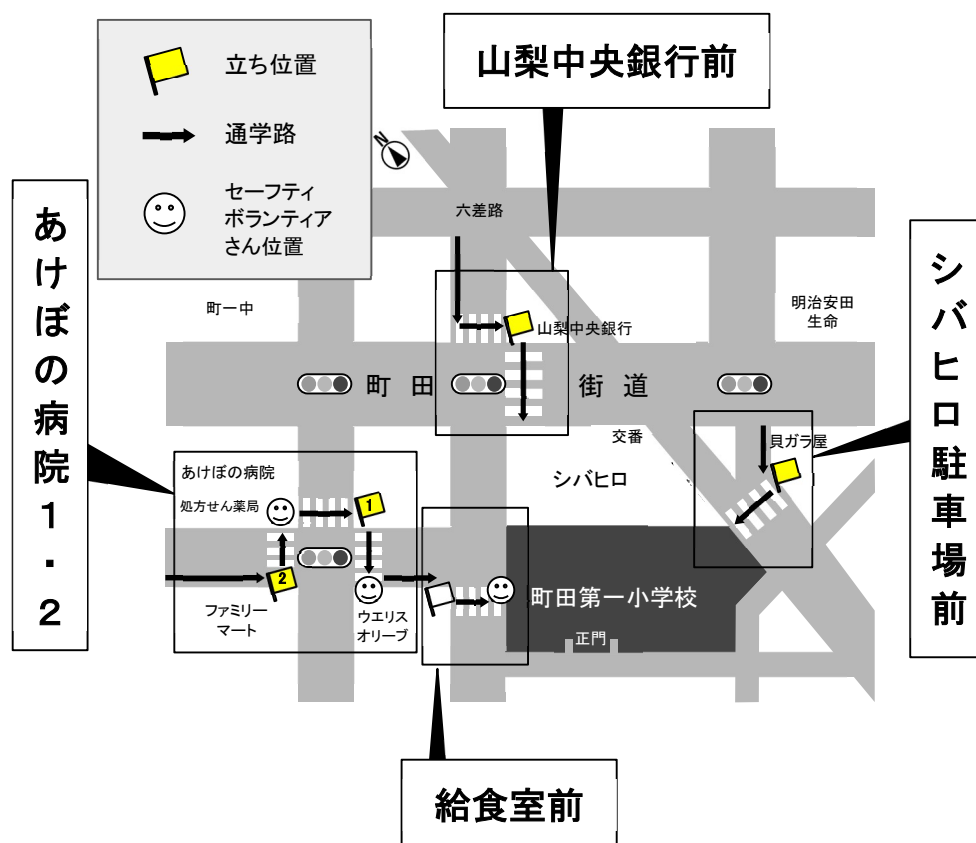 山梨中央銀行前
立ち位置
通学路
セーフティ
ボランティア
さん位置
N
六差路
あけぼの病院1・2
シバヒロ駐車場前
町一中
明治安田
生命
山梨中央銀行
町田
街道
交番
貝ガラ屋
シバヒロ
あけぼの病院
処方せん薬局
1
2
ファミリー
マート
ウエリス
オリーブ
町田第一小学校
正門
給食室前